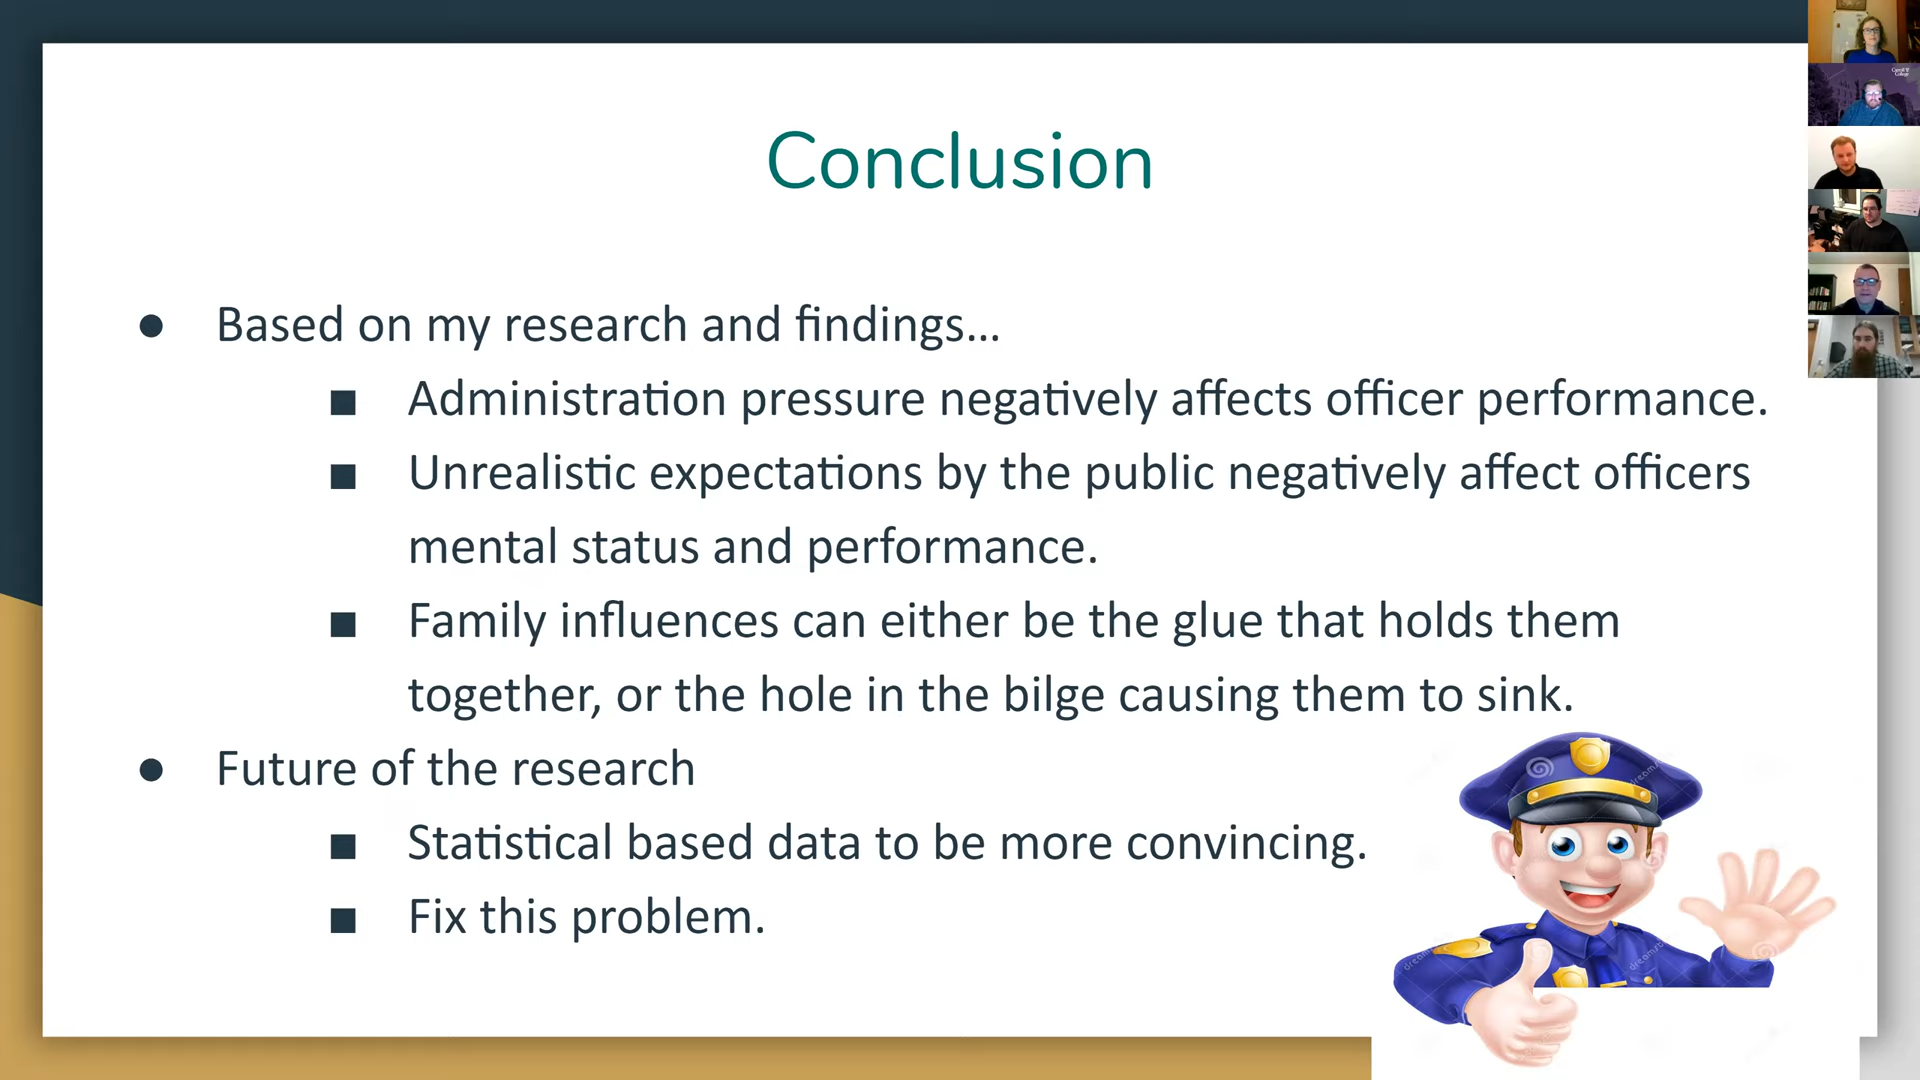 Conclusion
● Based on my research and findings...
■ Administration pressure negatively affects officer performance.
■ Unrealistic expectations by the public negatively affect officers
mental status and performance.
■ Family influences can either be the glue that holds them
together, or the hole in the bilge causing them to sink.
● Future of the research
■ Statistical based data to be more convincing.
■ Fix this problem.
Carroll
College